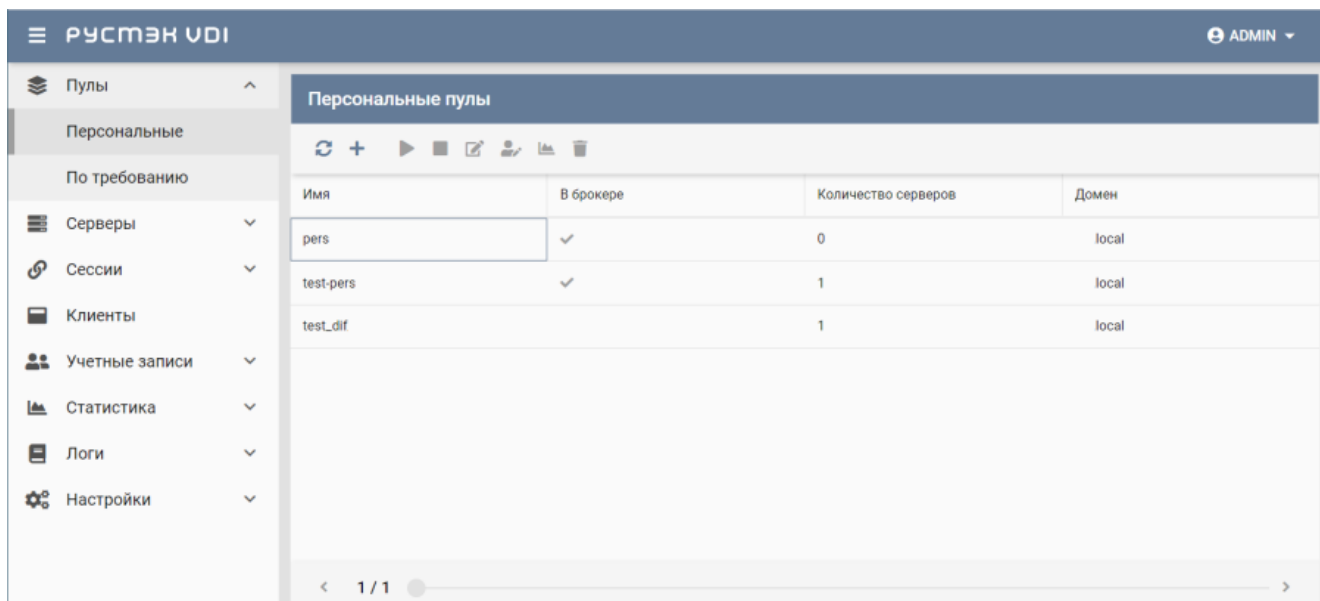 РУСТЭК VDI
ADMIN
Пулы
Персональные
По требованию
Серверы
Сессии
Клиенты
Учетные записи
Статистика
Логи
Настройки
Персональные пулы
Имя В брокере Количество серверов Домен
pers 0 local
test-pers 1 local
test_dif 1 local
1 / 1